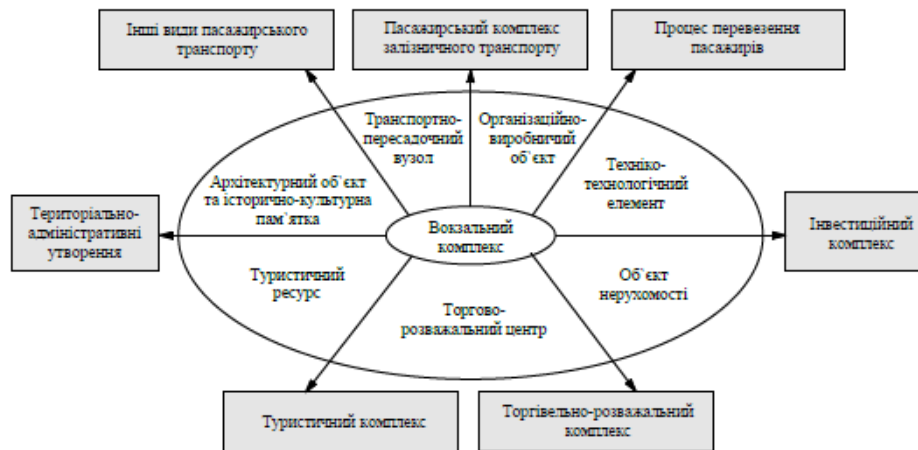 Інші види пасажирського
транспорту
Пасажирський комплекс
залізничного транспорту
Процес перевезення
пасажирів
Транспортно-
пересадочний
вузол
Організаційно-
виробничий
об`єкт
Архітектурний об`єкт
та історично-культурна
пам`ятка
Техніко-
технологічний
елемент
Територіально-
адміністративні
утворення
Вокзальний
комплекс
Інвестиційний
комплекс
Туристичний
ресурс
Торгово-
розважальний центр
Об`єкт
нерухомості
Туристичний комплекс
Торгівельно-розважальний
комплекс